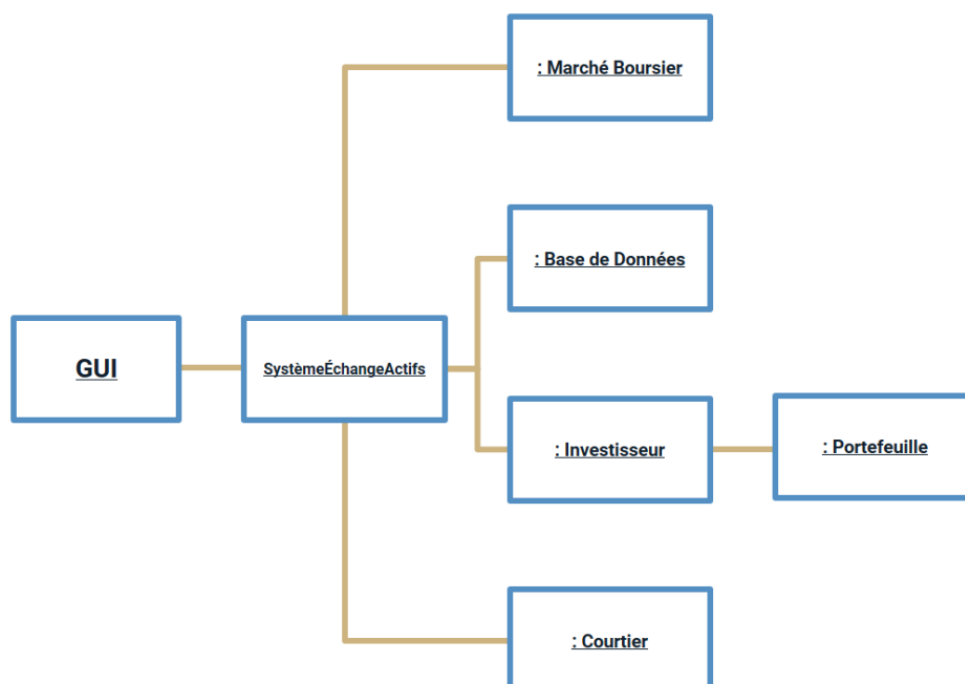 : Marché Boursier
: Base de Données
GUI
SystèmeÉchangeActifs
: Investisseur
: Portefeuille
: Courtier